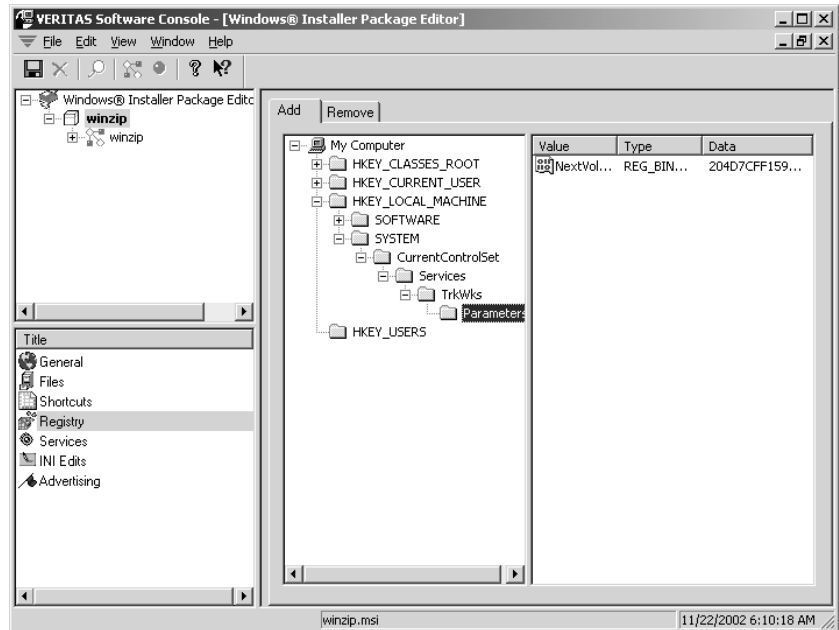 VERITAS Software Console - [Windows® Installer Package Editor]
File Edit View Window Help
Windows® Installer Package Editc
winzip
winzip
Title
General
Files
Shortcuts
Registry
Services
INI Edits
Advertising
Add Remove
My Computer
HKEY_CLASSES_ROOT
HKEY_CURRENT_USER
HKEY_LOCAL_MACHINE
SOFTWARE
SYSTEM
CurrentControlSet
Services
TrkWks
Parameters
HKEY_USERS
Value Type Data
NextVol... REG_BIN... 204D7CFF159...
winzip.msi 11/22/2002 6:10:18 AM